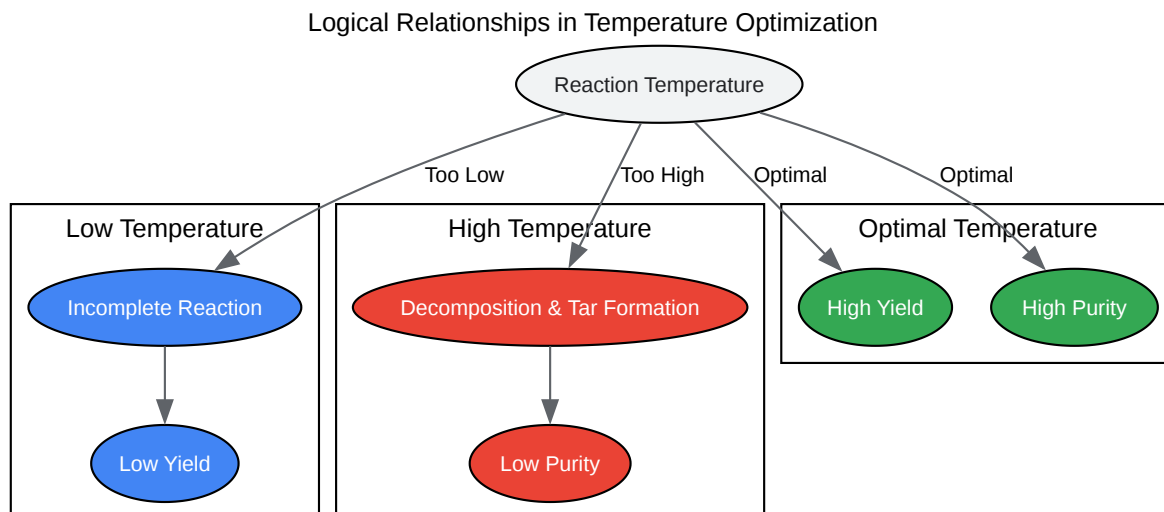 Logical Relationships in Temperature Optimization
Reaction Temperature
Too Low
Too High
Optimal
Optimal
Low Temperature
High Temperature
Optimal Temperature
Incomplete Reaction
Decomposition & Tar Formation
High Yield
High Purity
Low Yield
Low Purity